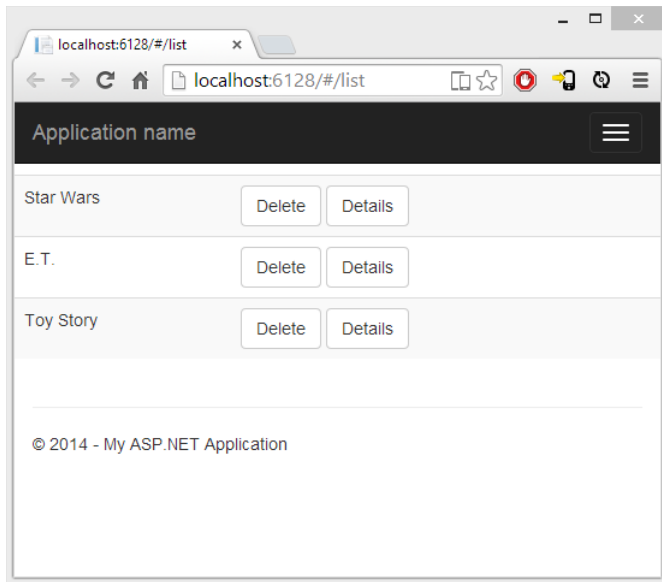 localhost:6128/#/list
localhost:6128/#/list
Application name
Star Wars Delete Details
E.T. Delete Details
Toy Story Delete Details
© 2014 - My ASP.NET Application